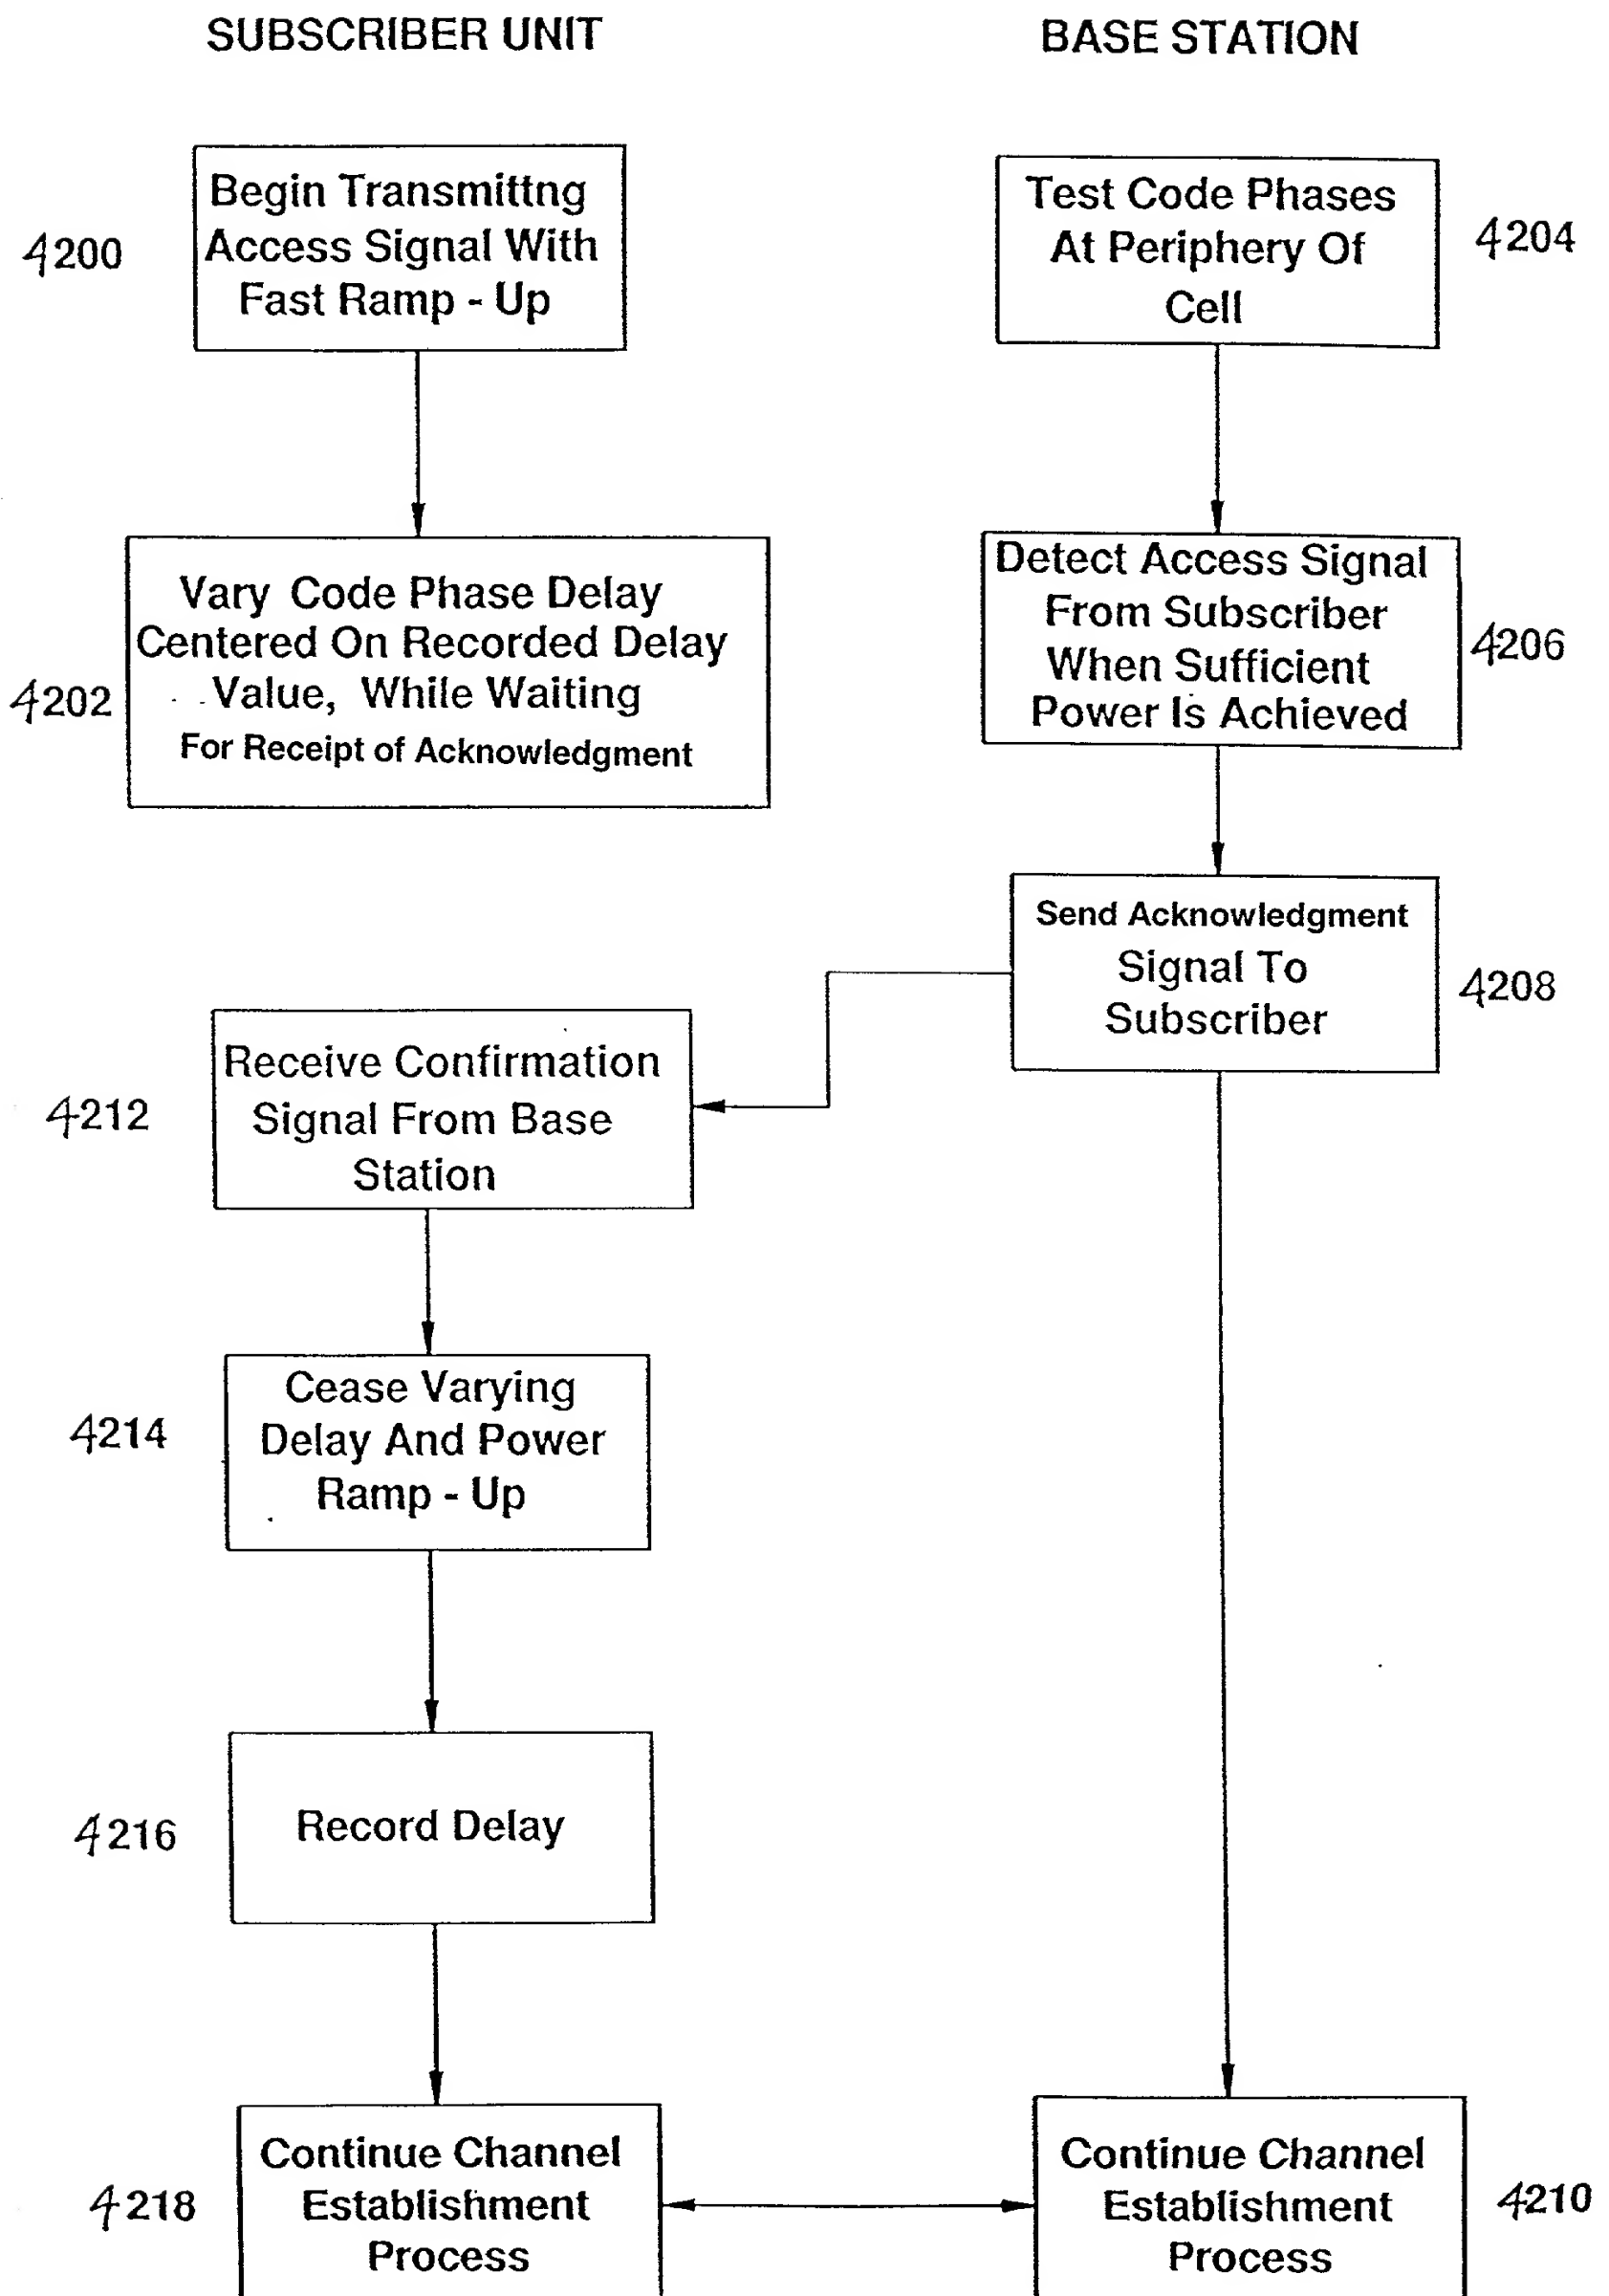 SUBSCRIBER UNIT
BASE STATION
4200
Begin Transmittng
Access Signal With
Fast Ramp - Up
Test Code Phases
At Periphery Of
Cell
4204
4202
Vary Code Phase Delay
Centered On Recorded Delay
Value, While Waiting
For Receipt of Acknowledgment
Detect Access Signal
From Subscriber
When Sufficient
Power Is Achieved
4206
Send Acknowledgment
Signal To
Subscriber
4208
4212
Receive Confirmation
Signal From Base
Station
4214
Cease Varying
Delay And Power
Ramp - Up
4216
Record Delay
4218
Continue Channel
Establishment
Process
Continue Channel
Establishment
Process
4210